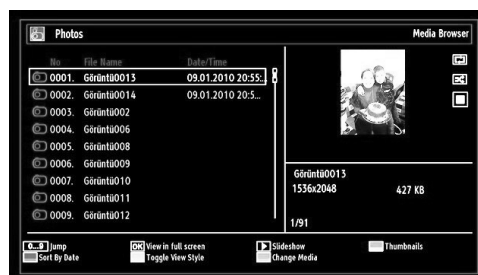 Photos
Media Browser
No File Name Date/Time
0001. Görüntü0013 09.01.2010 20:55:.
0002. Görüntü0014 09.01.2010 20:5...
0003. Görüntü002
0004. Görüntü006
0005. Görüntü008
0006. Görüntü009
0007. Görüntü010
0008. Görüntü011
0009. Görüntü012
Görüntü0013
1536x2048 427 KB
1/91
0...9 Jump OK View in full screen Slideshow Thumbnails
Sort By Date Toggle View Style Change Media